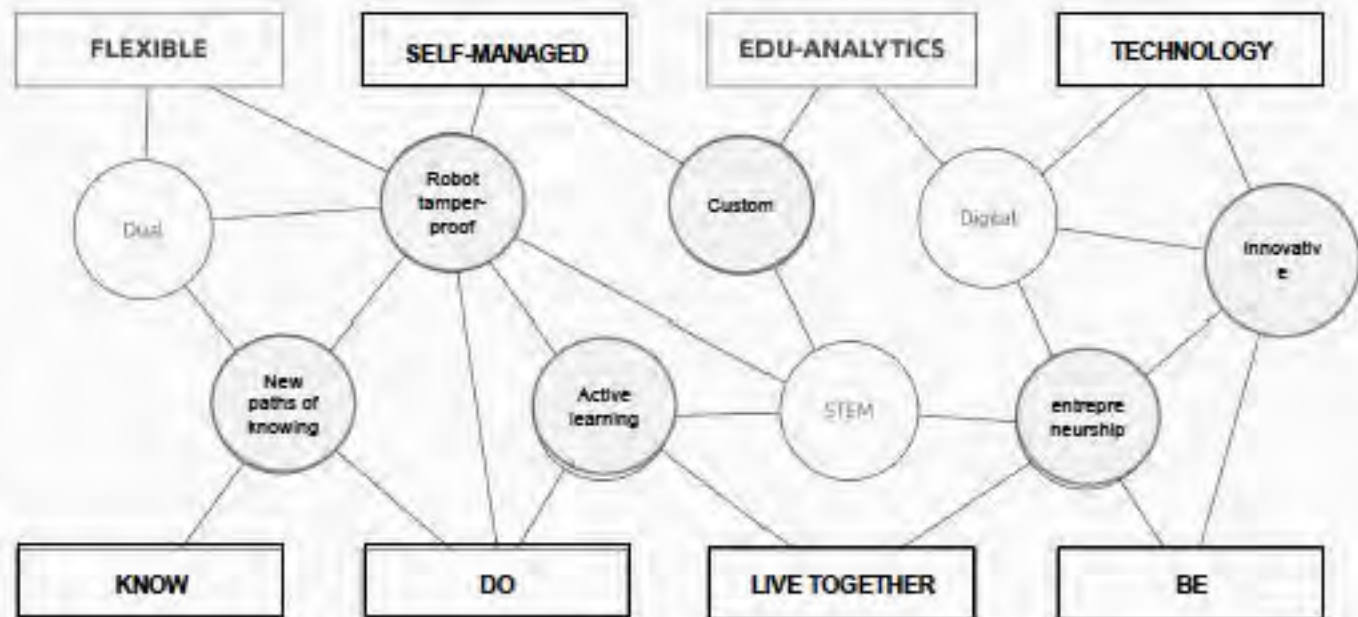 FLEXIBLE
SELF-MANAGED
EDU-ANALYTICS
TECHNOLOGY
Dual
Robot
tamper-
proof
Custom
Digital
Innovativ
e
New
paths of
knowing
Active
learning
STEM
entrepre
neurship
KNOW
DO
LIVE TOGETHER
BE